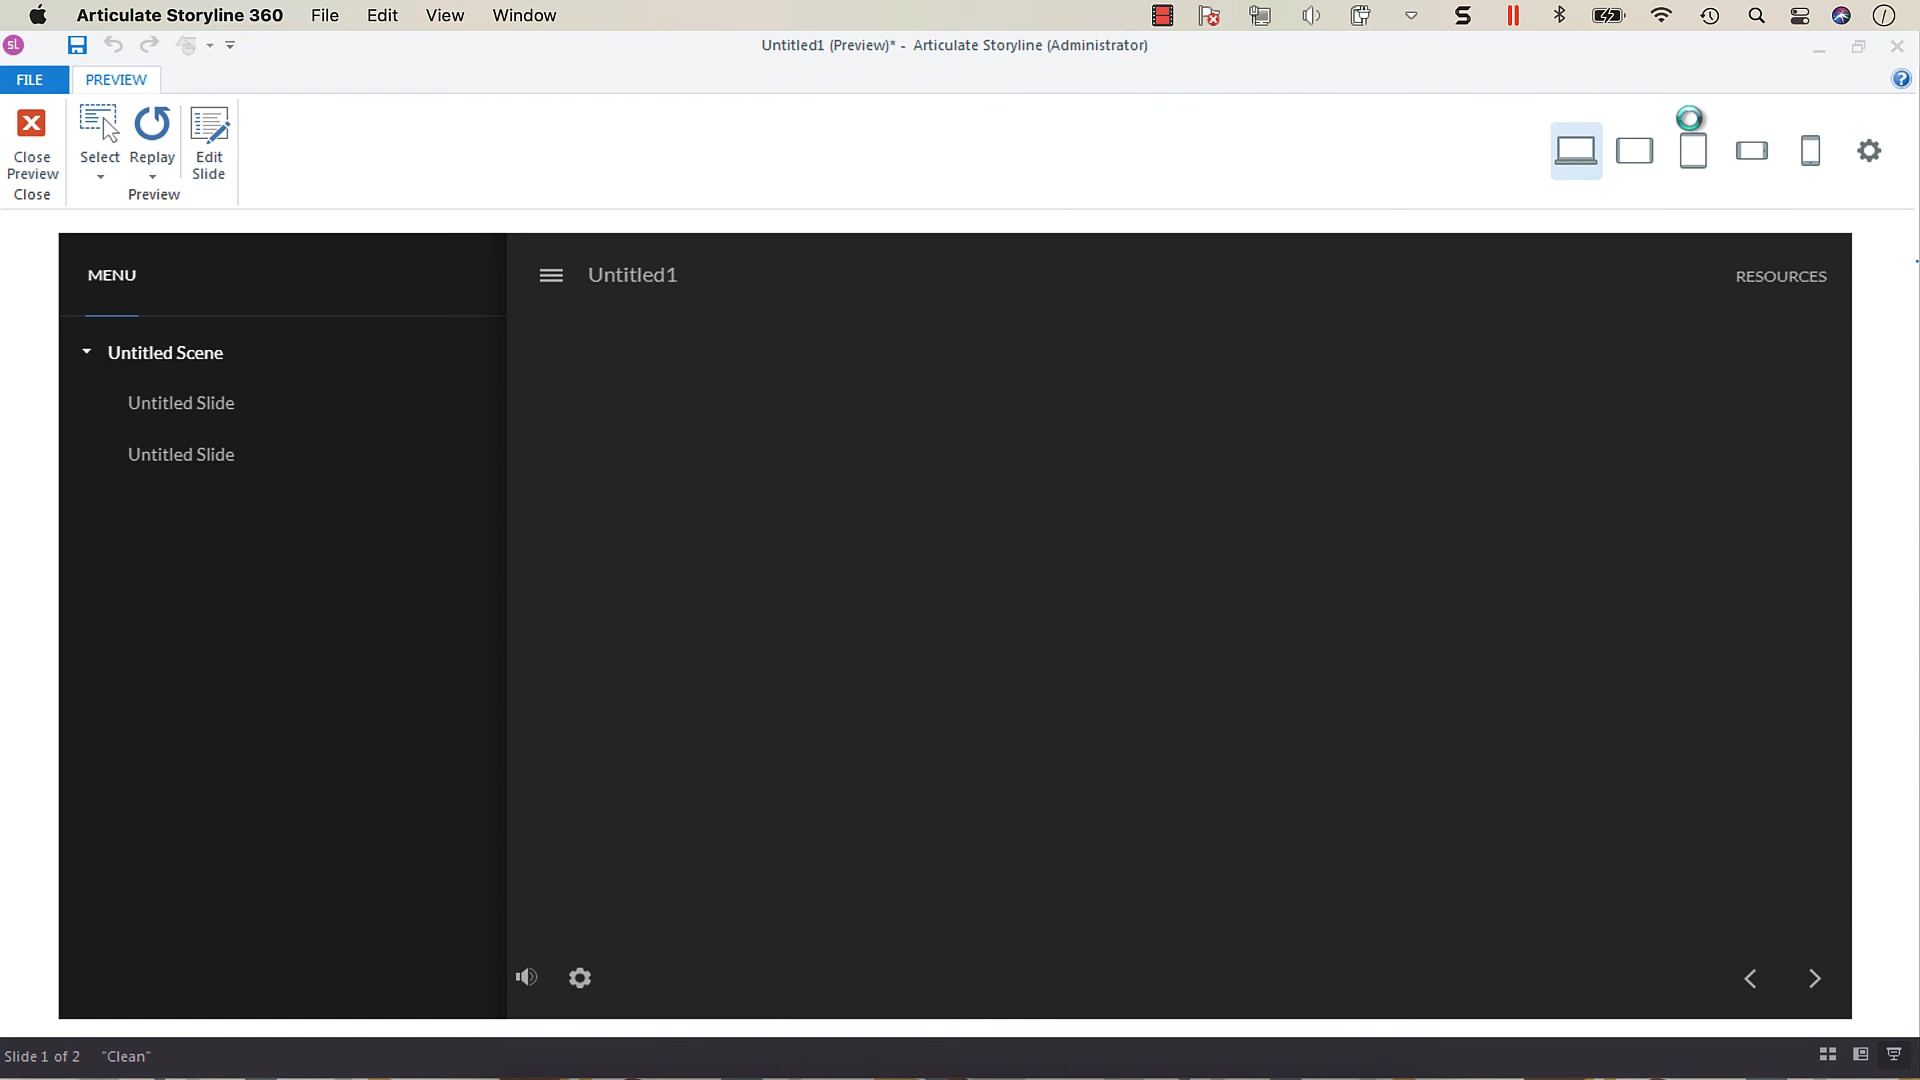 Articulate Storyline 360 File Edit View Window
SL
Untitled1 (Preview)* - Articulate Storyline (Administrator)
FILE PREVIEW
Close Preview
Select
Replay
Edit Slide
Close
Preview
MENU
Untitled1
RESOURCES
Untitled Scene
Untitled Slide
Untitled Slide
Slide 1 of 2 "Clean"